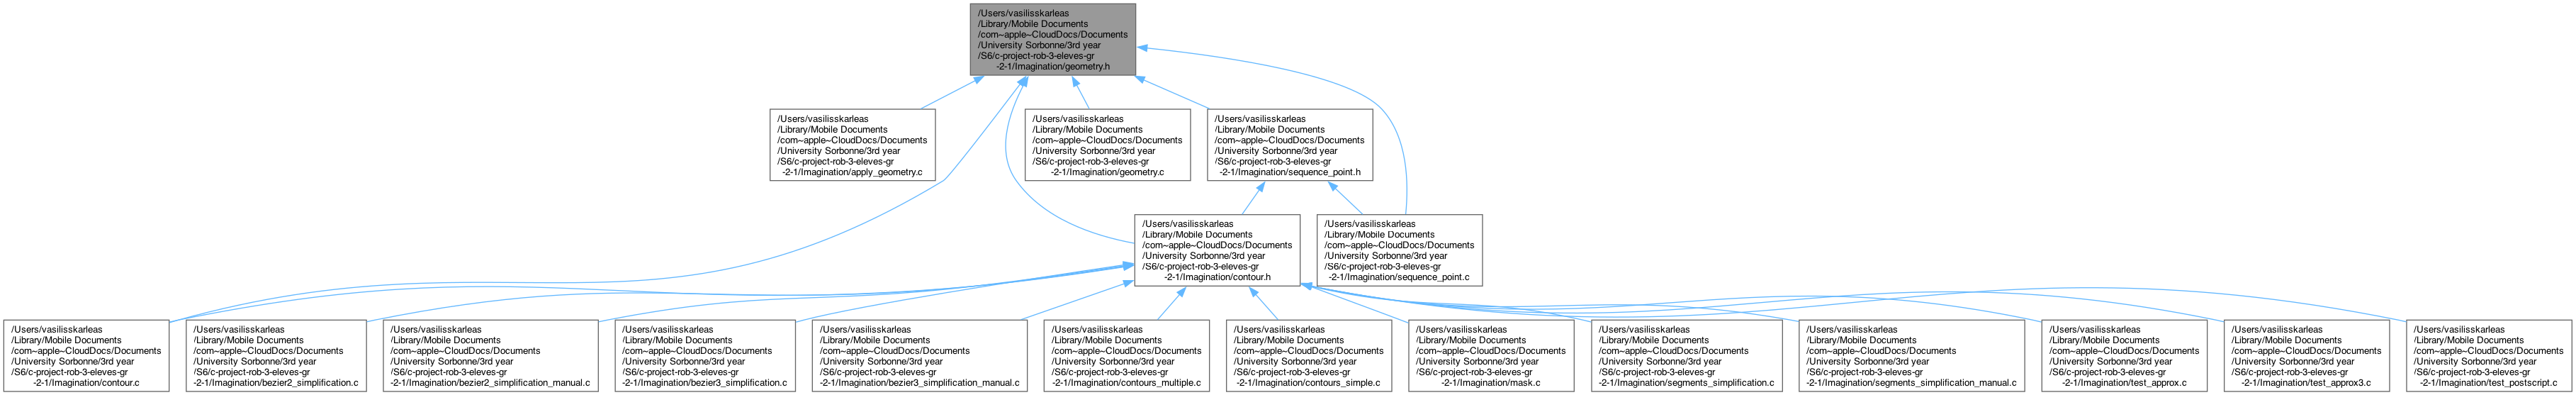 /Users/vasilisskarleas
/Library/Mobile Documents
/com~apple~CloudDocs/Documents
/University Sorbonne/3rd year
/S6/c-project-rob-3-eleves-gr
-2-1/Imagination/geometry.h
/Users/vasilisskarleas
/Library/Mobile Documents
/com~apple~CloudDocs/Documents
/University Sorbonne/3rd year
/S6/c-project-rob-3-eleves-gr
-2-1/Imagination/apply_geometry.c
/Users/vasilisskarleas
/Library/Mobile Documents
/com~apple~CloudDocs/Documents
/University Sorbonne/3rd year
/S6/c-project-rob-3-eleves-gr
-2-1/Imagination/geometry.c
/Users/vasilisskarleas
/Library/Mobile Documents
/com~apple~CloudDocs/Documents
/University Sorbonne/3rd year
/S6/c-project-rob-3-eleves-gr
-2-1/Imagination/sequence_point.h
/Users/vasilisskarleas
/Library/Mobile Documents
/com~apple~CloudDocs/Documents
/University Sorbonne/3rd year
/S6/c-project-rob-3-eleves-gr
-2-1/Imagination/contour.h
/Users/vasilisskarleas
/Library/Mobile Documents
/com~apple~CloudDocs/Documents
/University Sorbonne/3rd year
/S6/c-project-rob-3-eleves-gr
-2-1/Imagination/sequence_point.c
/Users/vasilisskarleas
/Library/Mobile Documents
/com~apple~CloudDocs/Documents
/University Sorbonne/3rd year
/S6/c-project-rob-3-eleves-gr
-2-1/Imagination/contour.c
/Users/vasilisskarleas
/Library/Mobile Documents
/com~apple~CloudDocs/Documents
/University Sorbonne/3rd year
/S6/c-project-rob-3-eleves-gr
-2-1/Imagination/bezier2_simplification.c
/Users/vasilisskarleas
/Library/Mobile Documents
/com~apple~CloudDocs/Documents
/University Sorbonne/3rd year
/S6/c-project-rob-3-eleves-gr
-2-1/Imagination/bezier2_simplification_manual.c
/Users/vasilisskarleas
/Library/Mobile Documents
/com~apple~CloudDocs/Documents
/University Sorbonne/3rd year
/S6/c-project-rob-3-eleves-gr
-2-1/Imagination/bezier3_simplification.c
/Users/vasilisskarleas
/Library/Mobile Documents
/com~apple~CloudDocs/Documents
/University Sorbonne/3rd year
/S6/c-project-rob-3-eleves-gr
-2-1/Imagination/bezier3_simplification_manual.c
/Users/vasilisskarleas
/Library/Mobile Documents
/com~apple~CloudDocs/Documents
/University Sorbonne/3rd year
/S6/c-project-rob-3-eleves-gr
-2-1/Imagination/contours_multiple.c
/Users/vasilisskarleas
/Library/Mobile Documents
/com~apple~CloudDocs/Documents
/University Sorbonne/3rd year
/S6/c-project-rob-3-eleves-gr
-2-1/Imagination/contours_simple.c
/Users/vasilisskarleas
/Library/Mobile Documents
/com~apple~CloudDocs/Documents
/University Sorbonne/3rd year
/S6/c-project-rob-3-eleves-gr
-2-1/Imagination/mask.c
/Users/vasilisskarleas
/Library/Mobile Documents
/com~apple~CloudDocs/Documents
/University Sorbonne/3rd year
/S6/c-project-rob-3-eleves-gr
-2-1/Imagination/segments_simplification.c
/Users/vasilisskarleas
/Library/Mobile Documents
/com~apple~CloudDocs/Documents
/University Sorbonne/3rd year
/S6/c-project-rob-3-eleves-gr
-2-1/Imagination/segments_simplification_manual.c
/Users/vasilisskarleas
/Library/Mobile Documents
/com~apple~CloudDocs/Documents
/University Sorbonne/3rd year
/S6/c-project-rob-3-eleves-gr
-2-1/Imagination/test_approx.c
/Users/vasilisskarleas
/Library/Mobile Documents
/com~apple~CloudDocs/Documents
/University Sorbonne/3rd year
/S6/c-project-rob-3-eleves-gr
-2-1/Imagination/test_approx3.c
/Users/vasilisskarleas
/Library/Mobile Documents
/com~apple~CloudDocs/Documents
/University Sorbonne/3rd year
/S6/c-project-rob-3-eleves-gr
-2-1/Imagination/test_postscript.c